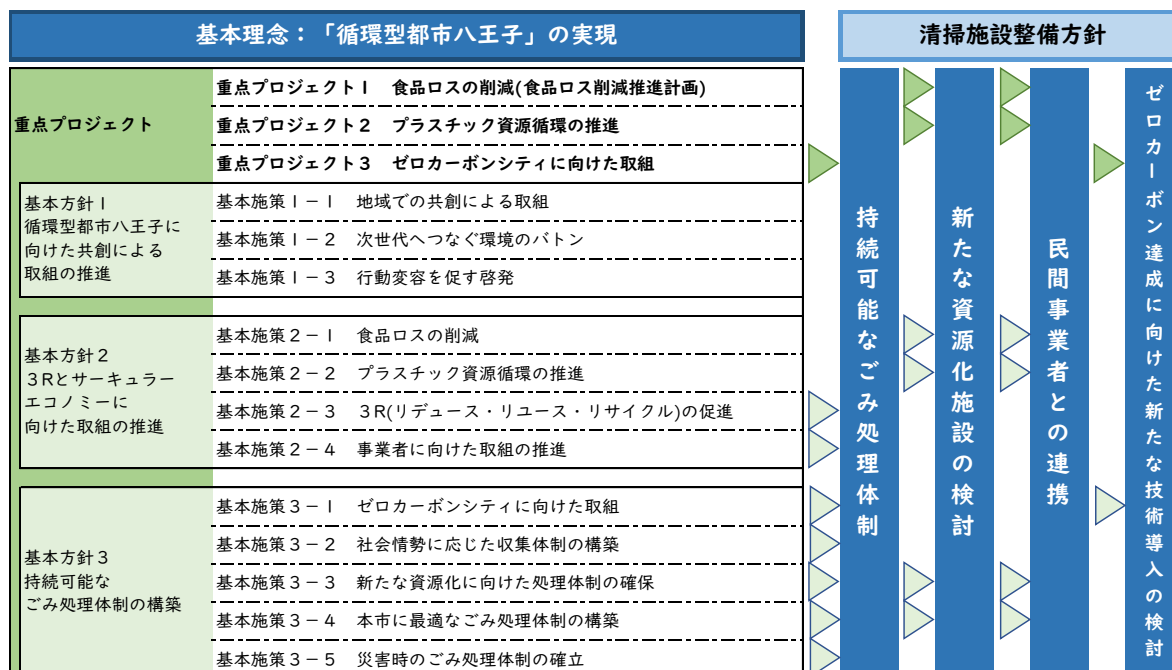 基本理念：「循環型都市八王子」の実現
清掃施設整備方針
重点プロジェクト
重点プロジェクト1　食品ロスの削減(食品ロス削減推進計画)
重点プロジェクト2　プラスチック資源循環の推進
重点プロジェクト3　ゼロカーボンシティに向けた取組
基本方針1
循環型都市八王子に
向けた共創による
取組の推進
基本施策1－1　地域での共創による取組
基本施策1－2　次世代へつなぐ環境のバトン
基本施策1－3　行動変容を促す啓発
基本方針2
3Rとサーキュラー
エコノミーに
向けた取組の推進
基本施策2－1　食品ロスの削減
基本施策2－2　プラスチック資源循環の推進
基本施策2－3　3R(リデュース・リユース・リサイクル)の促進
基本施策2－4　事業者に向けた取組の推進
基本方針3
持続可能な
ごみ処理体制の構築
基本施策3－1　ゼロカーボンシティに向けた取組
基本施策3－2　社会情勢に応じた収集体制の構築
基本施策3－3　新たな資源化に向けた処理体制の確保
基本施策3－4　本市に最適なごみ処理体制の構築
基本施策3－5　災害時のごみ処理体制の確立
持続可能なごみ処理体制
新たな資源化施設の検討
民間事業者との連携
ゼロカーボン達成に向けた新たな技術導入の検討